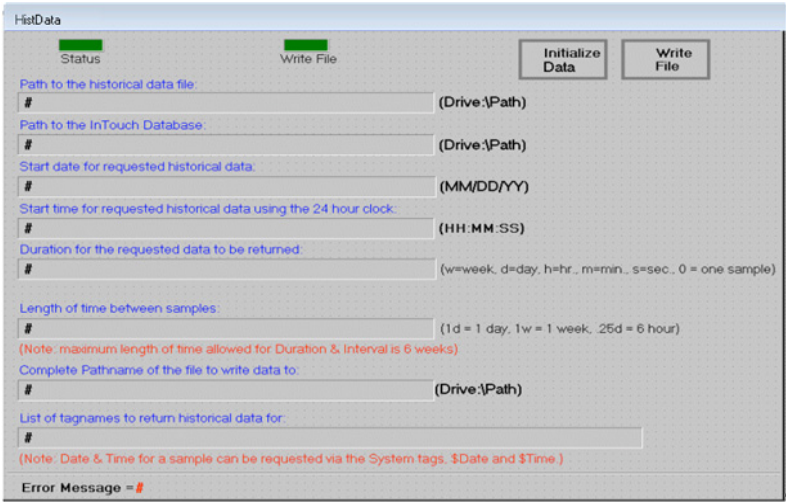 HistData
Status
Write File
Initialize
Data
Write
File
Path to the historical data file:
#
(Drive:\Path)
Path to the InTouch Database:
#
(Drive:\Path)
Start date for requested historical data:
#
(MM/DD/YY)
Start time for requested historical data using the 24 hour clock:
#
(HH:MM:SS)
Duration for the requested data to be returned:
#
(w=week, d=day, h=hr., m=min., s=sec., 0 = one sample)
Length of time between samples:
#
(1d = 1 day, 1w = 1 week, .25d = 6 hour)
(Note: maximum length of time allowed for Duration & Interval is 6 weeks)
Complete Pathname of the file to write data to:
#
(Drive:\Path)
List of tagnames to return historical data for:
#
(Note: Date & Time for a sample can be requested via the System tags, $Date and $Time.)
Error Message =#